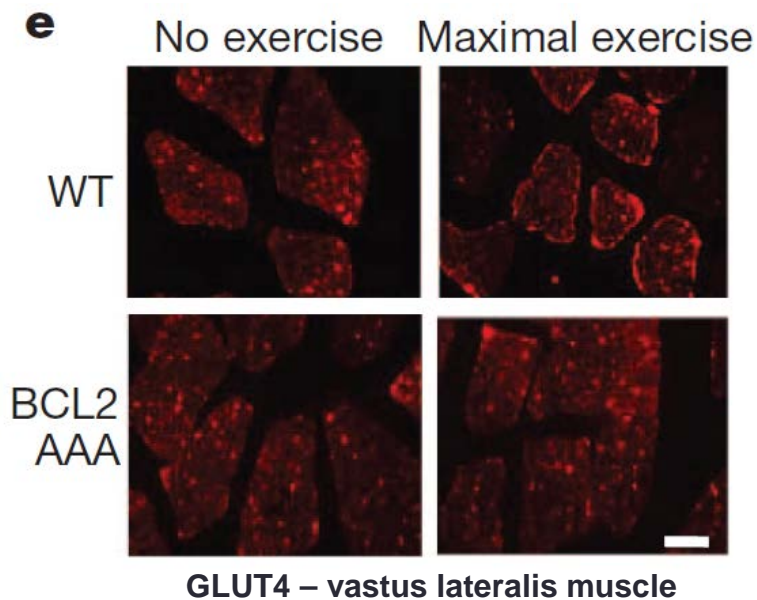 e
No exercise Maximal exercise
WT
BCL2
AAA
GLUT4 – vastus lateralis muscle